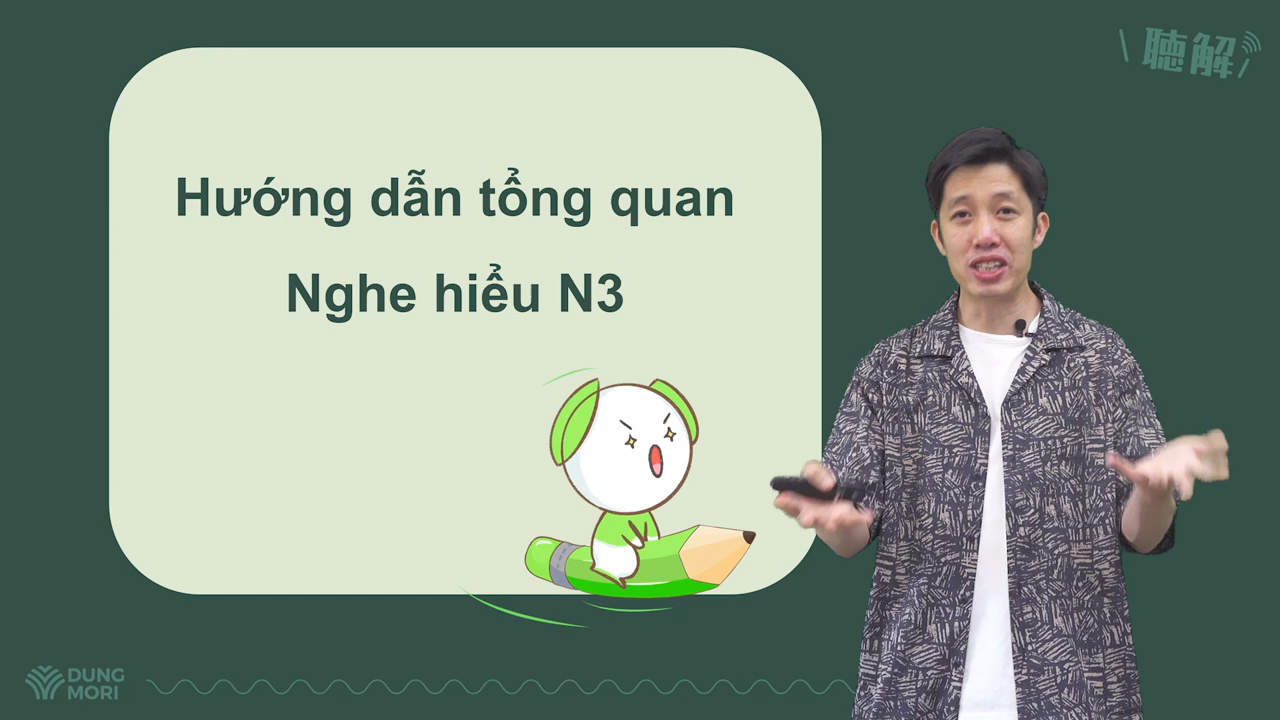 聴解
Hướng dẫn tổng quan
Nghe hiểu N3
DUNG
MORI